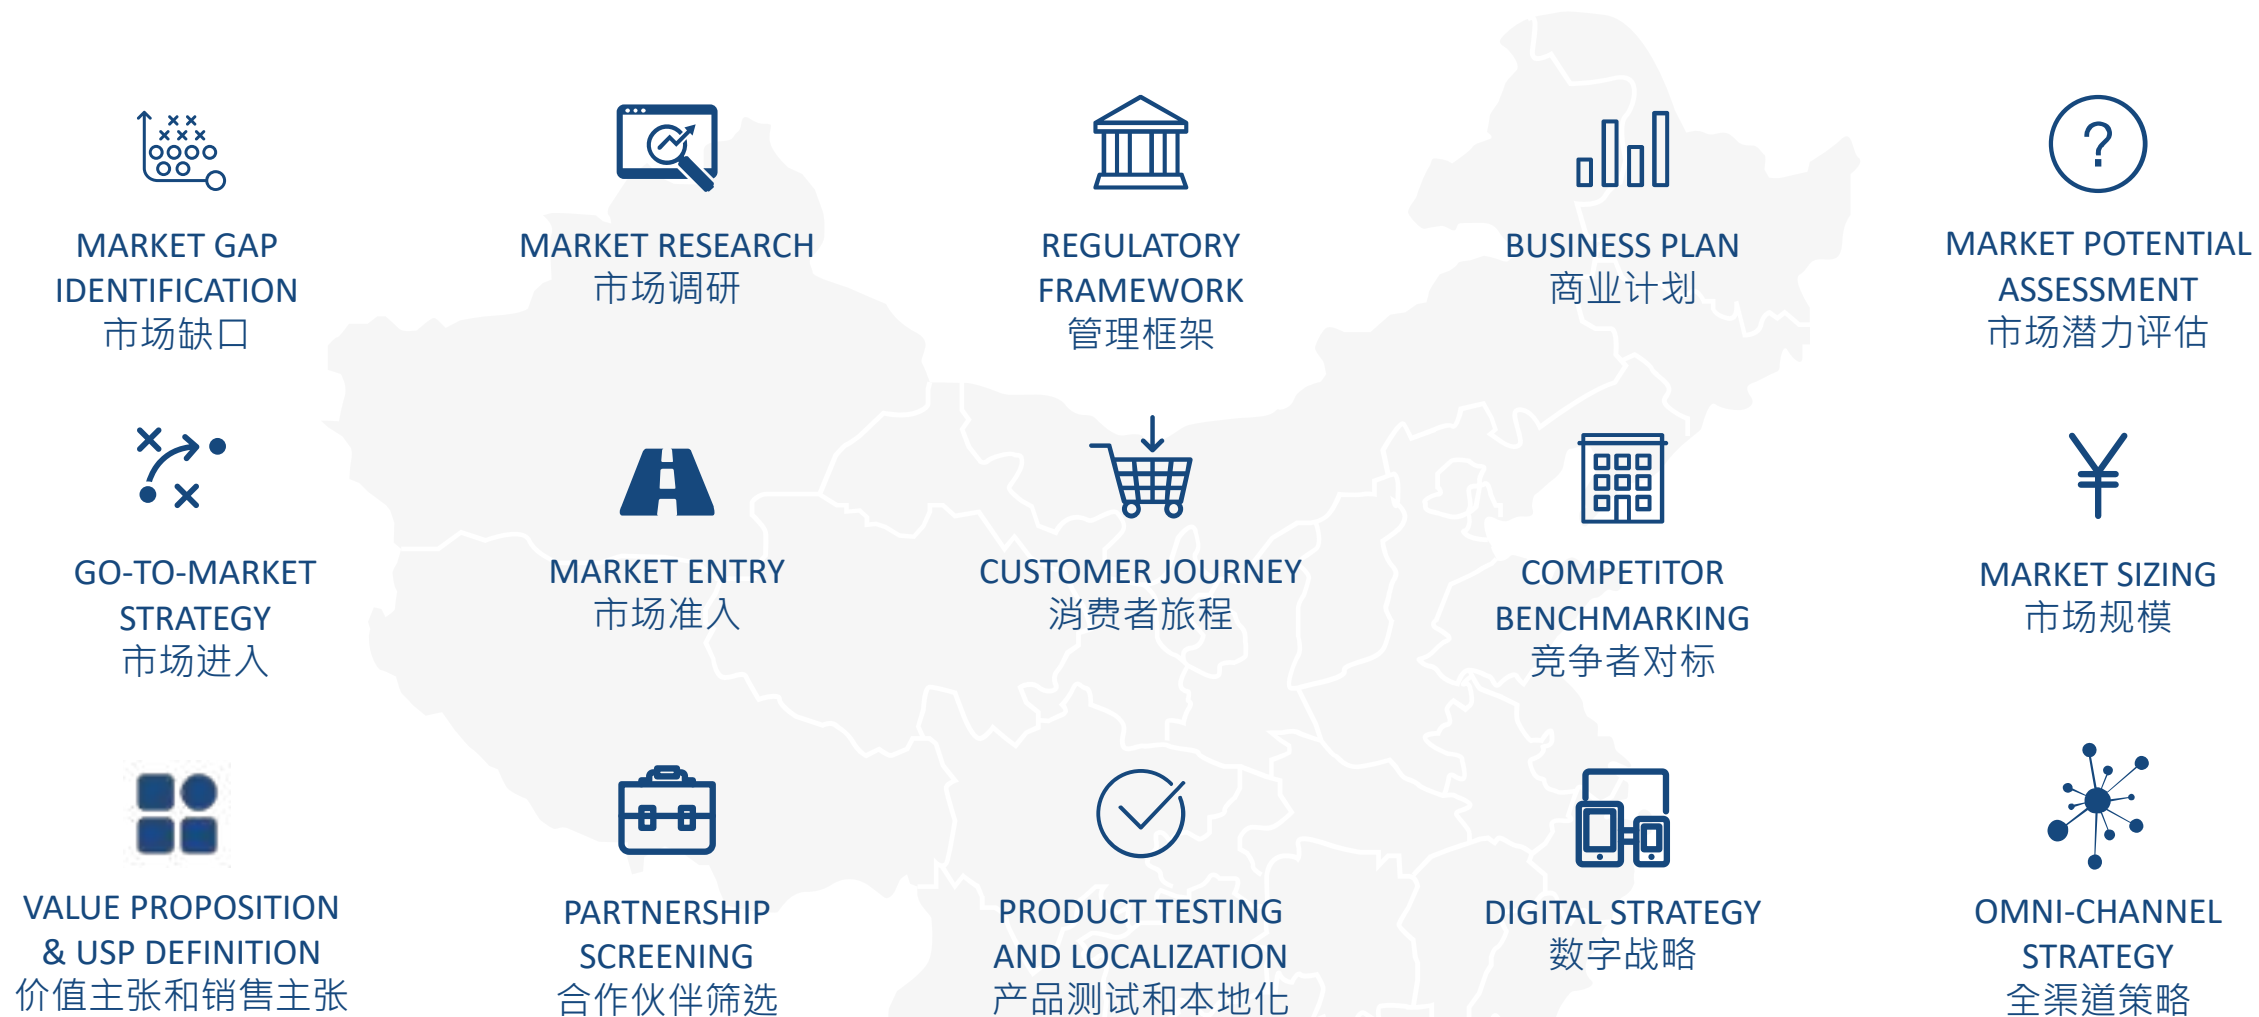 MARKET GAP
IDENTIFICATION
市场缺口
MARKET RESEARCH
市场调研
REGULATORY
FRAMEWORK
管理框架
BUSINESS PLAN
商业计划
MARKET POTENTIAL
ASSESSMENT
市场潜力评估
GO-TO-MARKET
STRATEGY
市场进入
MARKET ENTRY
市场准入
CUSTOMER JOURNEY
消费者旅程
COMPETITOR
BENCHMARKING
竞争者对标
MARKET SIZING
市场规模
VALUE PROPOSITION
& USP DEFINITION
价值主张和销售主张
PARTNERSHIP
SCREENING
合作伙伴筛选
PRODUCT TESTING
AND LOCALIZATION
产品测试和本地化
DIGITAL STRATEGY
数字战略
OMNI-CHANNEL
STRATEGY
全渠道策略